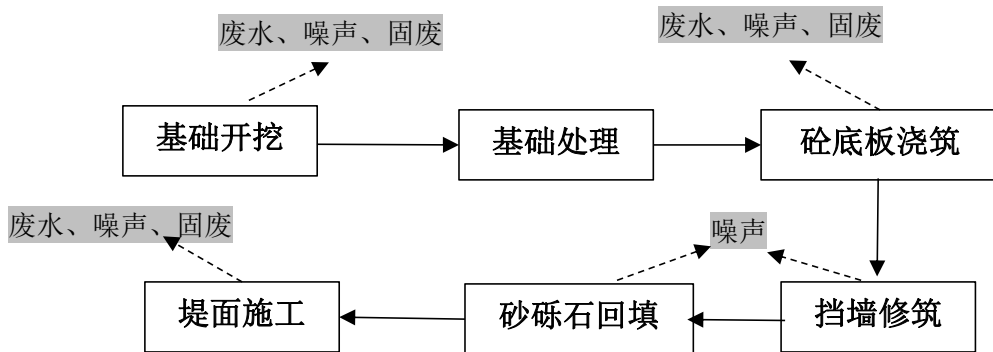 废水、噪声、固废
废水、噪声、固废
基础开挖
基础处理
砼底板浇筑
废水、噪声、固废
噪声
堤面施工
砂砾石回填
挡墙修筑